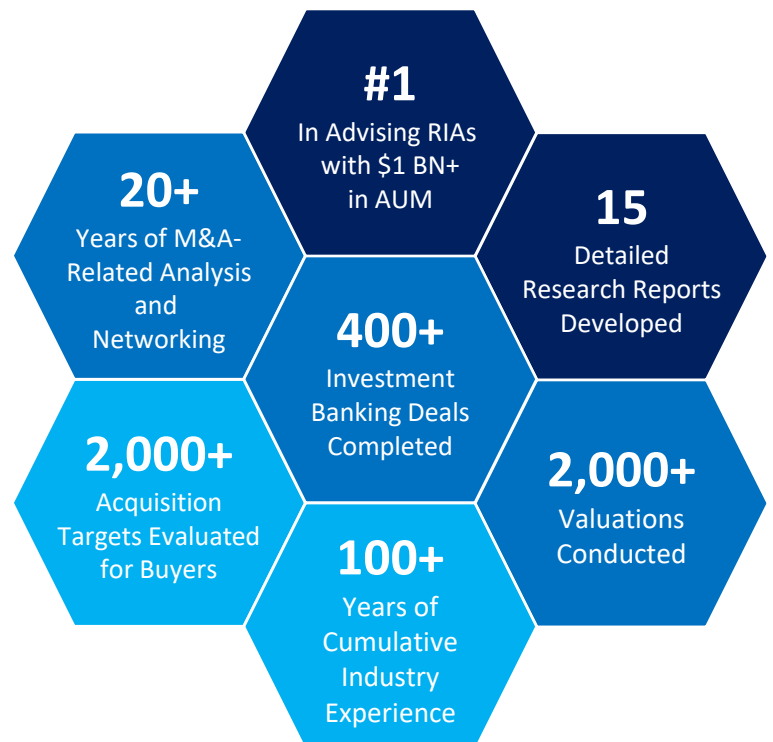 #1
In Advising RIAs
with $1 BN+
in AUM
20+
Years of M&A-
Related Analysis
and
Networking
15
Detailed
Research Reports
Developed
400+
Investment
Banking Deals
Completed
2,000+
Acquisition
Targets Evaluated
for Buyers
2,000+
Valuations
Conducted
100+
Years of
Cumulative
Industry
Experience